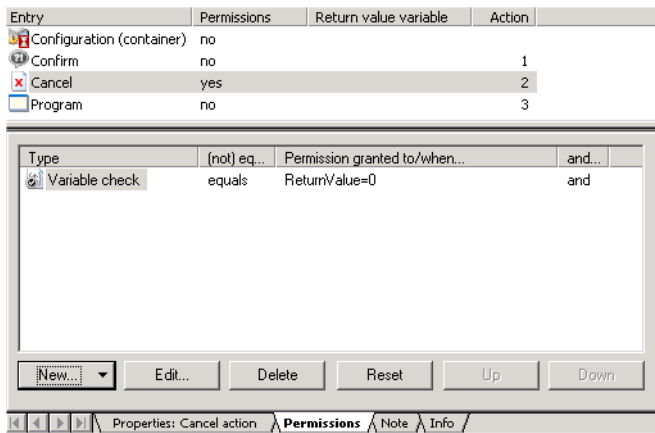 Entry Permissions Return value variable Action
Configuration (container) no
Confirm no 1
Cancel yes 2
Program no 3
Type (not) eq... Permission granted to/when... and...
Variable check equals ReturnValue=0 and
New... Edit... Delete Reset Up Down
Properties: Cancel action Permissions Note Info